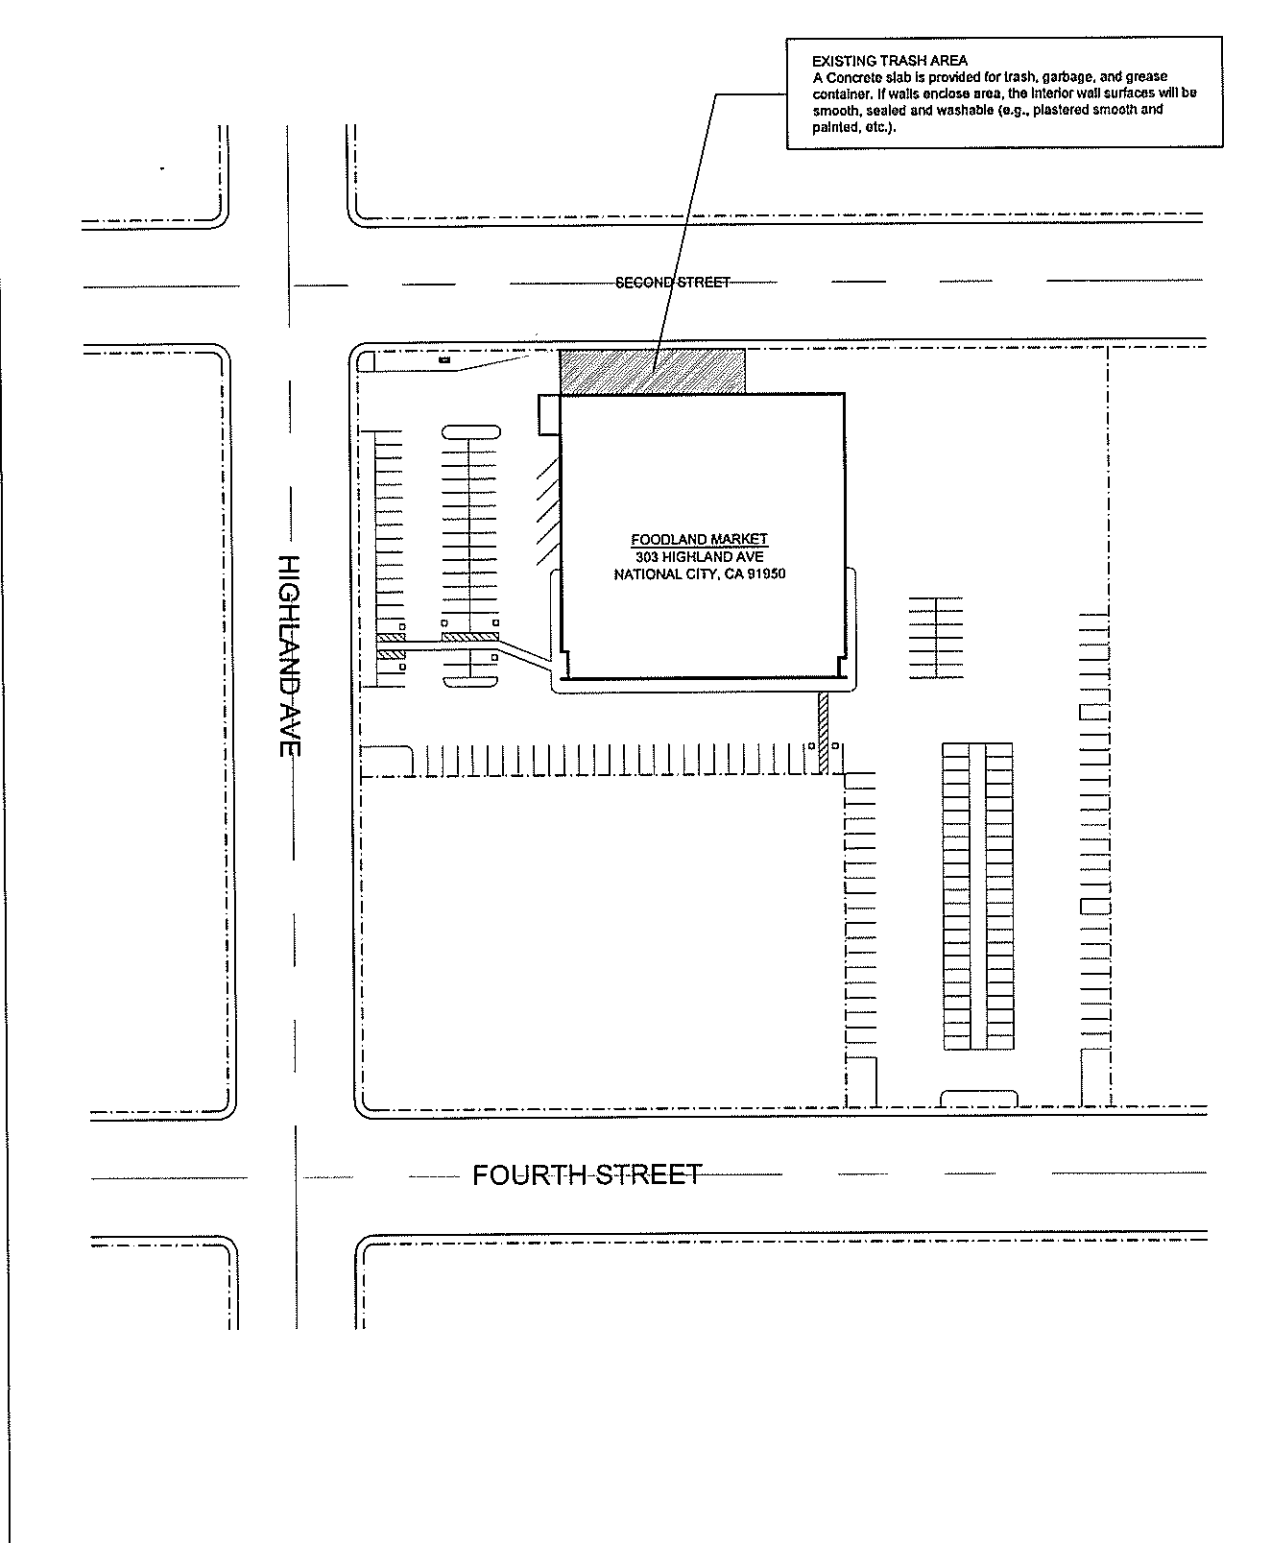 EXISTING TRASH AREA
A Concrete slab is provided for trash, garbage, and grease
container. If walls enclose area, the interior wall surfaces will be
smooth, sealed and washable (e.g., plastered smooth and
painted, etc.).
SECOND STREET
FOODLAND MARKET
303 HIGHLAND AVE
NATIONAL CITY, CA 91950
HIGHLAND AVE
FOURTH STREET